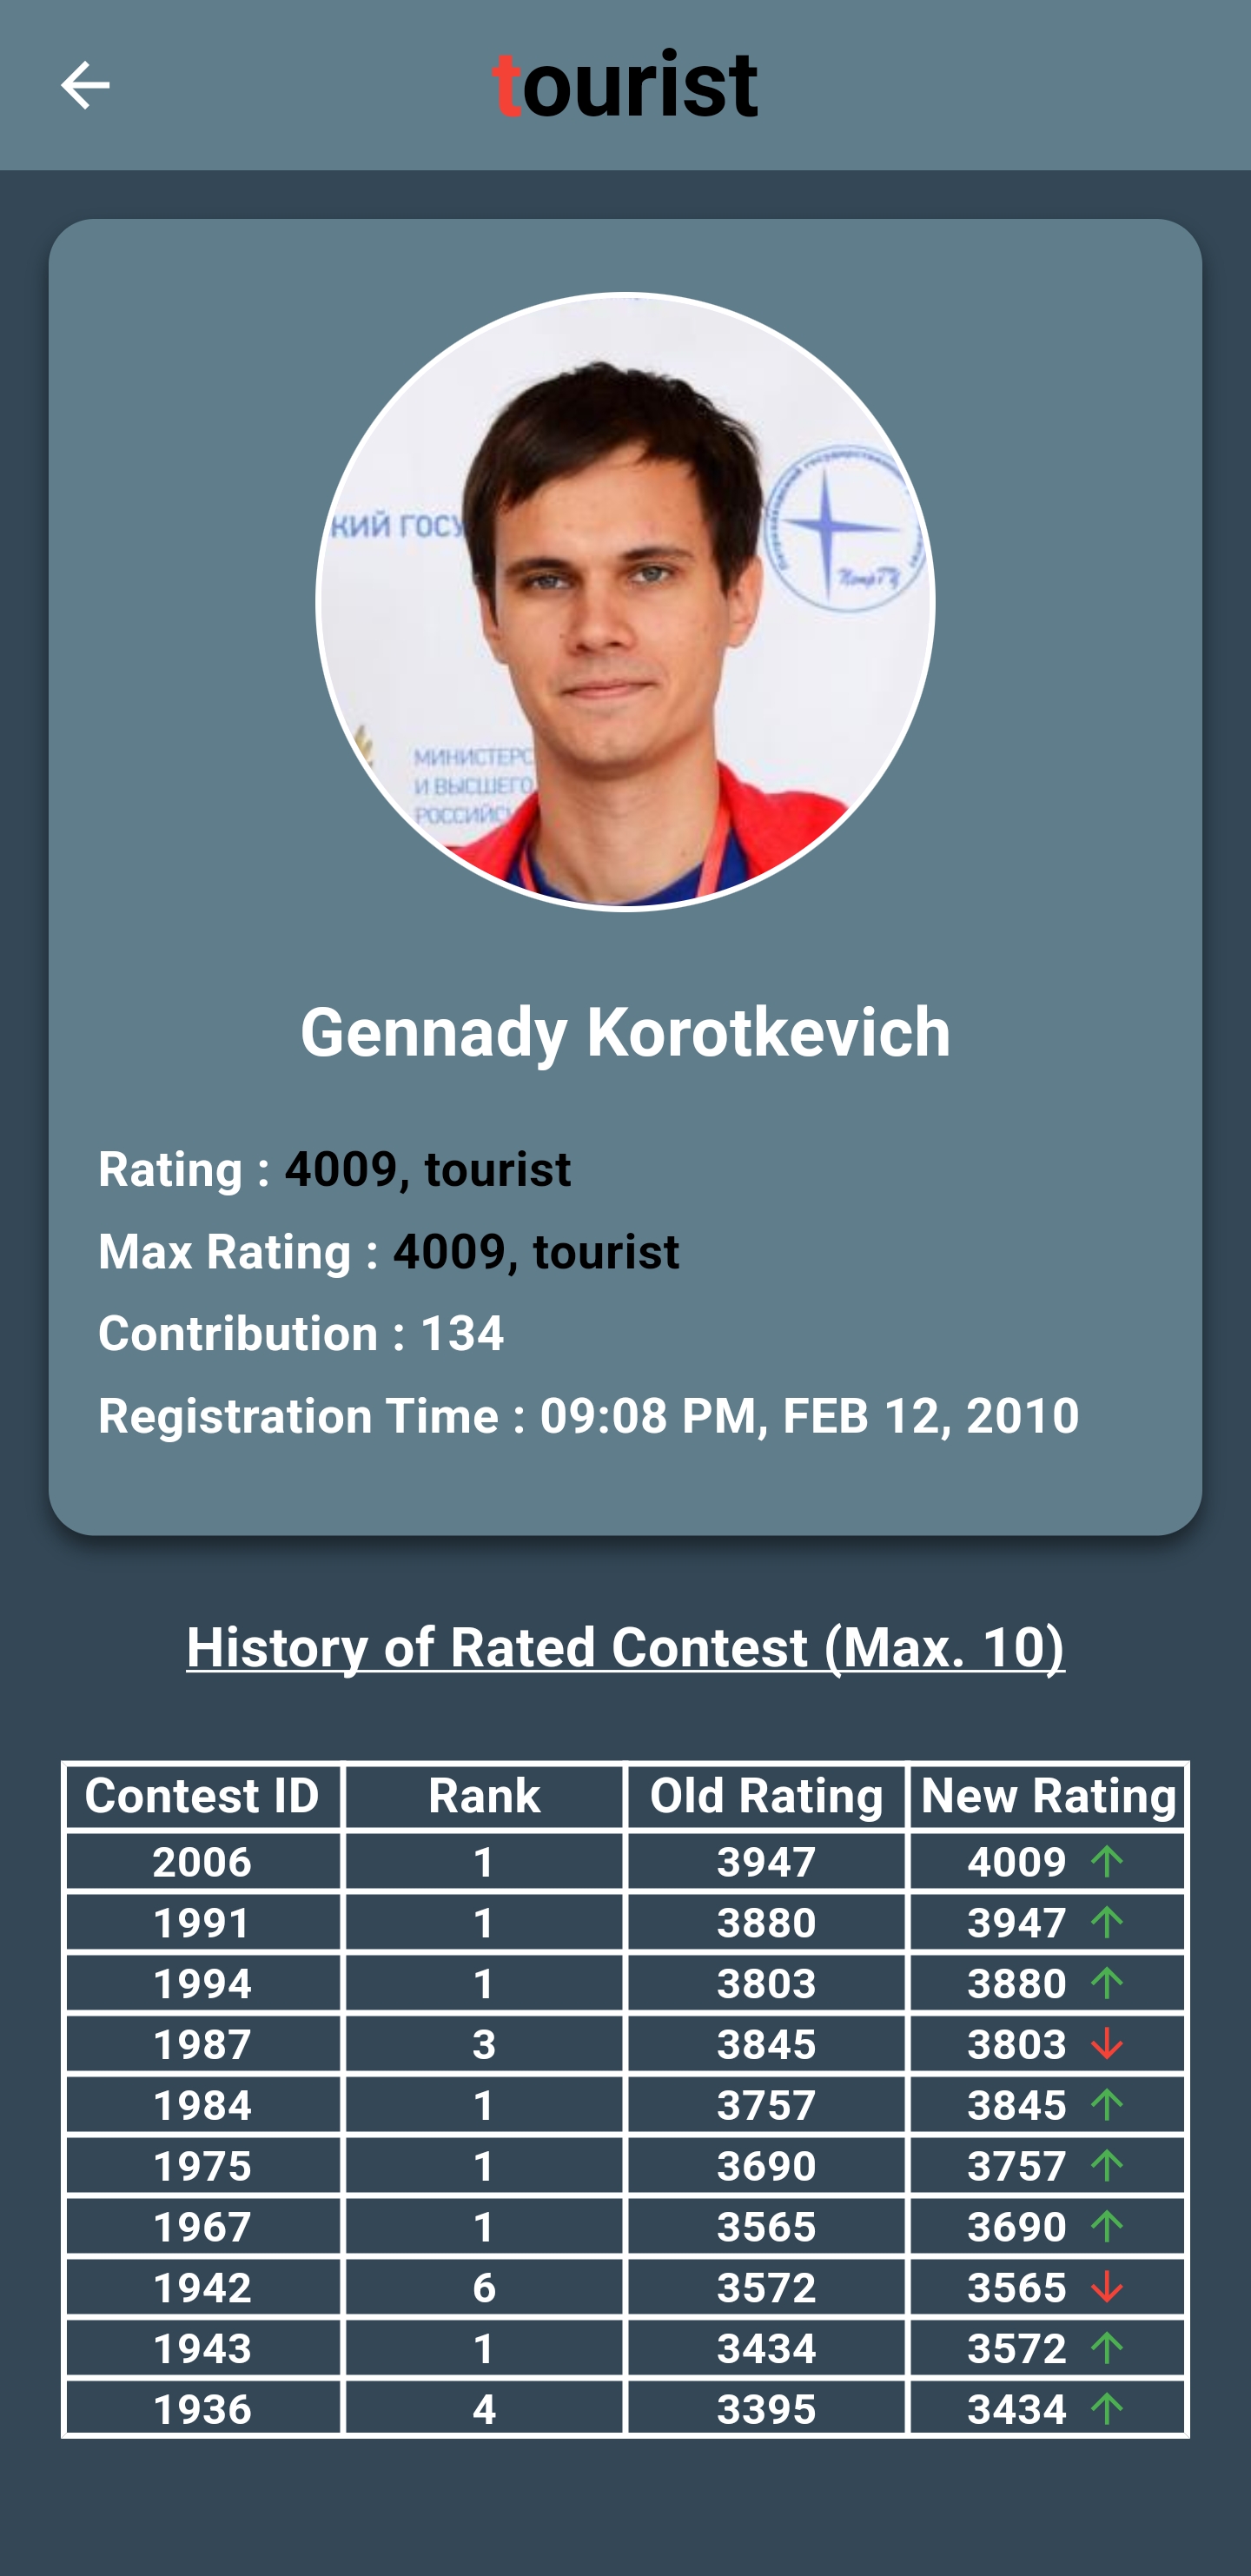 tourist
КИЙ ГОСУ
МИНИСТЕРС
И ВЫСШЕГО
РОССИЙС
ПетрГУ
Gennady Korotkevich
Rating : 4009, tourist
Max Rating : 4009, tourist
Contribution : 134
Registration Time : 09:08 PM, FEB 12, 2010
History of Rated Contest (Max. 10)
Contest ID Rank Old Rating New Rating
2006 1 3947 4009 ↑
1991 1 3880 3947 ↑
1994 1 3803 3880 ↑
1987 3 3845 3803 ↓
1984 1 3757 3845 ↑
1975 1 3690 3757 ↑
1967 1 3565 3690 ↑
1942 6 3572 3565 ↓
1943 1 3434 3572 ↑
1936 4 3395 3434 ↑